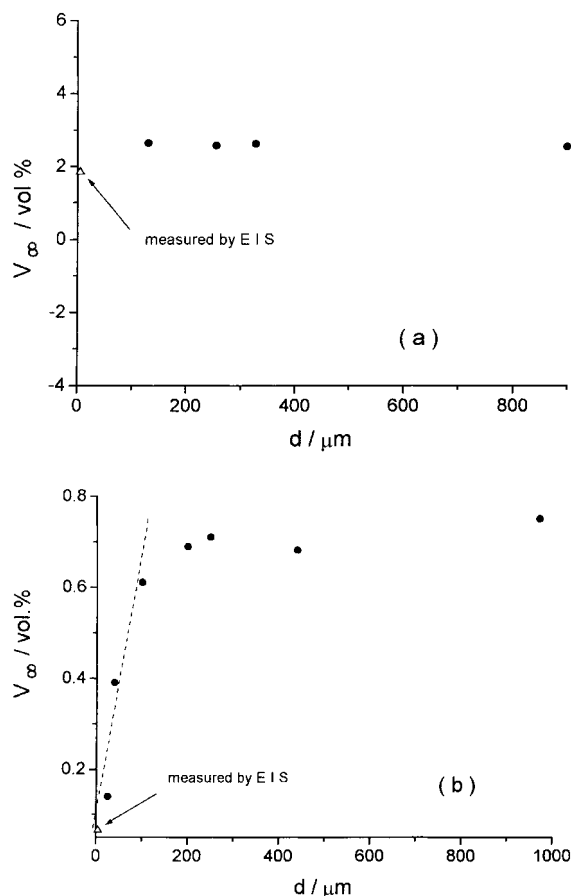 6
4
2
0
-2
-4
V∞ / vol %
measured by E I S
( a )
0 200 400 600 800
d / μm
0.8
0.6
0.4
0.2
V∞ / vol.%
measured by E I S
( b )
0 200 400 600 800 1000
d / μm